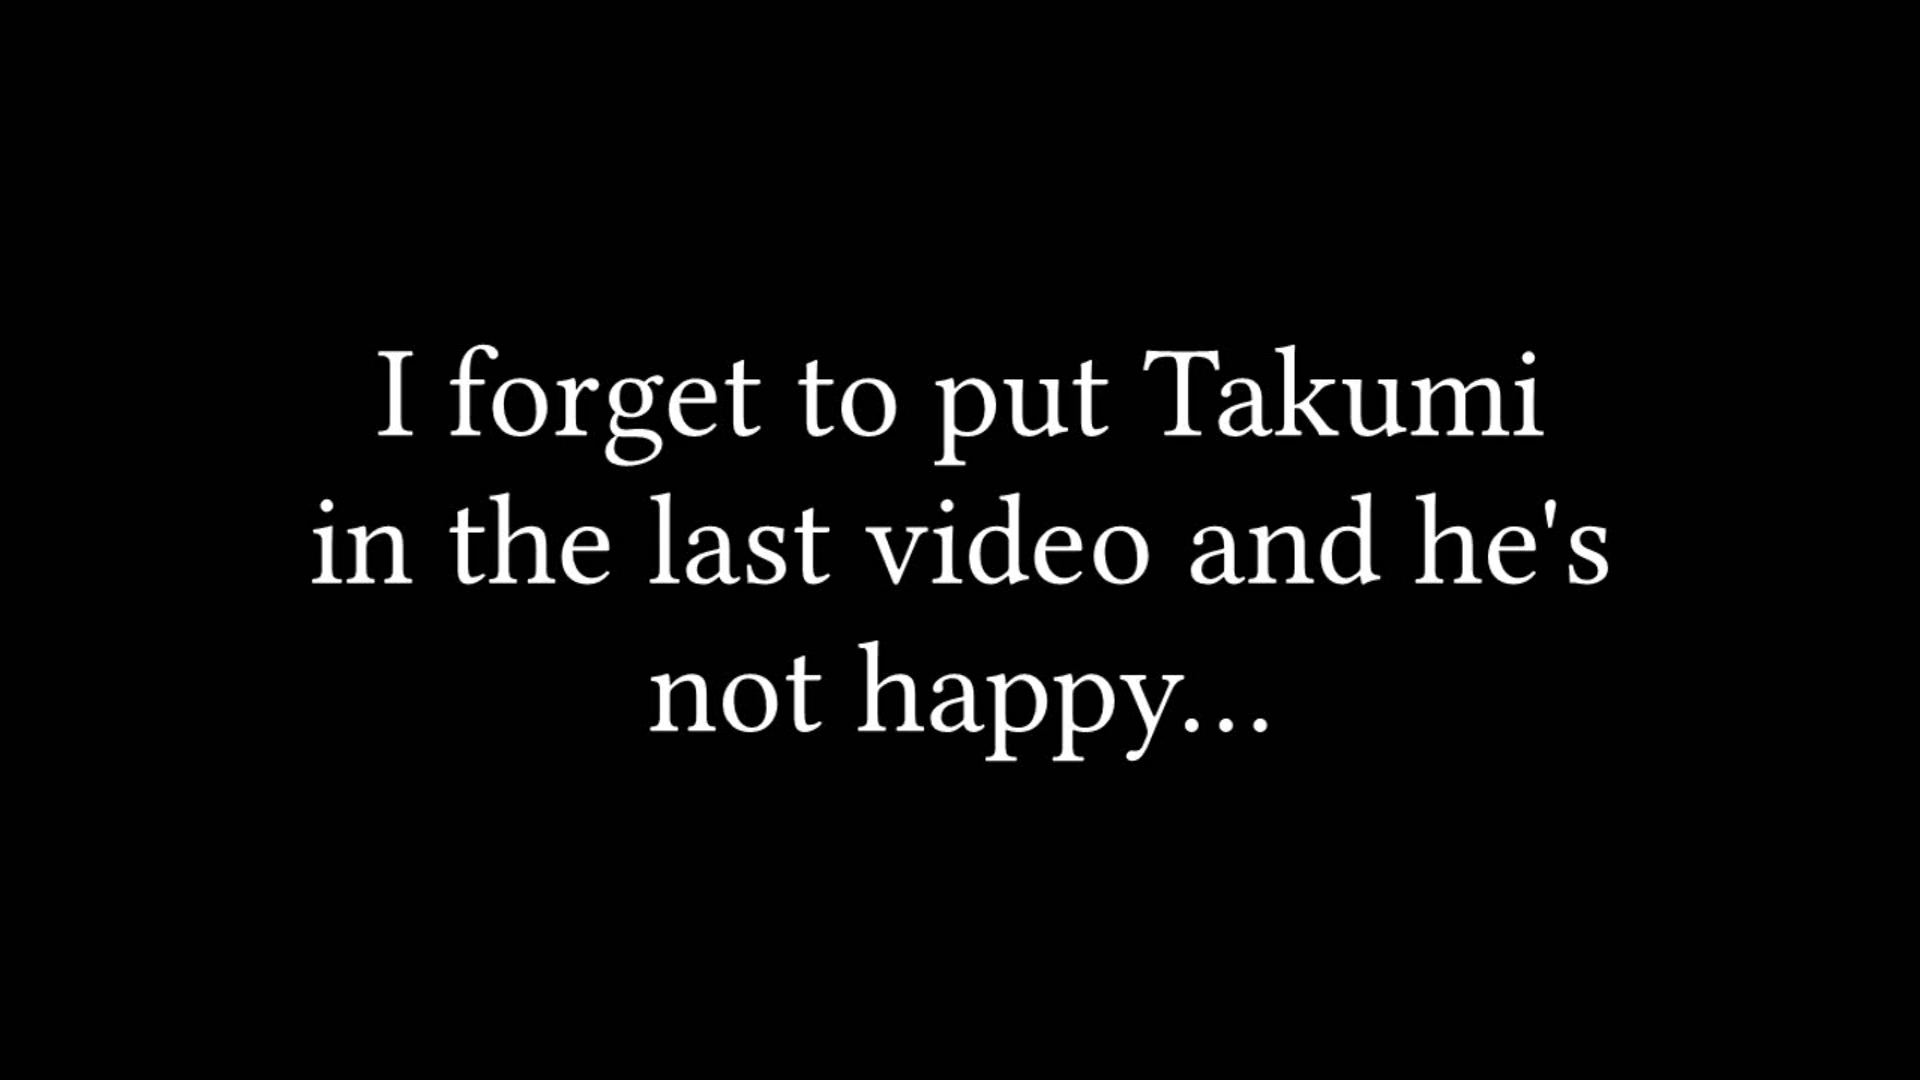 I forget to put Takumi
in the last video and he's
not happy...